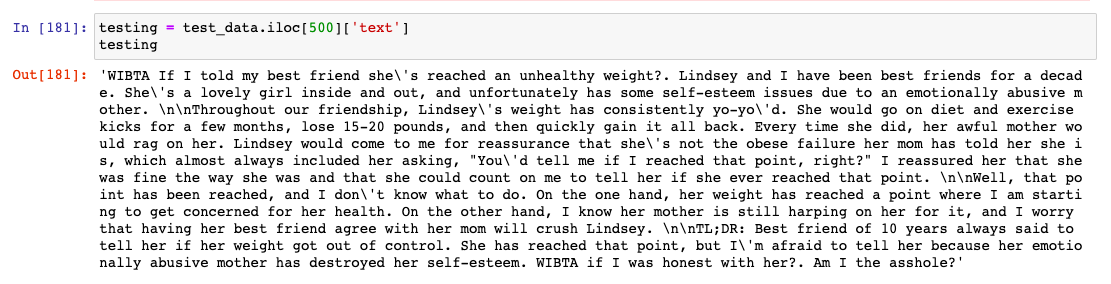 In [181]: testing = test_data.iloc[500]['text']
testing
Out[181]: 'WIBTA If I told my best friend she\'s reached an unhealthy weight?. Lindsey and I have been best friends for a decad
e. She\'s a lovely girl inside and out, and unfortunately has some self-esteem issues due to an emotionally abusive m
other. \n\nThroughout our friendship, Lindsey\'s weight has consistently yo-yo\'d. She would go on diet and exercise
kicks for a few months, lose 15-20 pounds, and then quickly gain it all back. Every time she did, her awful mother wo
uld rag on her. Lindsey would come to me for reassurance that she\'s not the obese failure her mom has told her she i
s, which almost always included her asking, "You\'d tell me if I reached that point, right?" I reassured her that she
was fine the way she was and that she could count on me to tell her if she ever reached that point. \n\nWell, that po
int has been reached, and I don\'t know what to do. On the one hand, her weight has reached a point where I am starti
ng to get concerned for her health. On the other hand, I know her mother is still harping on her for it, and I worry
that having her best friend agree with her mom will crush Lindsey. \n\nTL;DR: Best friend of 10 years always said to
tell her if her weight got out of control. She has reached that point, but I\'m afraid to tell her because her emotio
nally abusive mother has destroyed her self-esteem. WIBTA if I was honest with her?. Am I the asshole?'